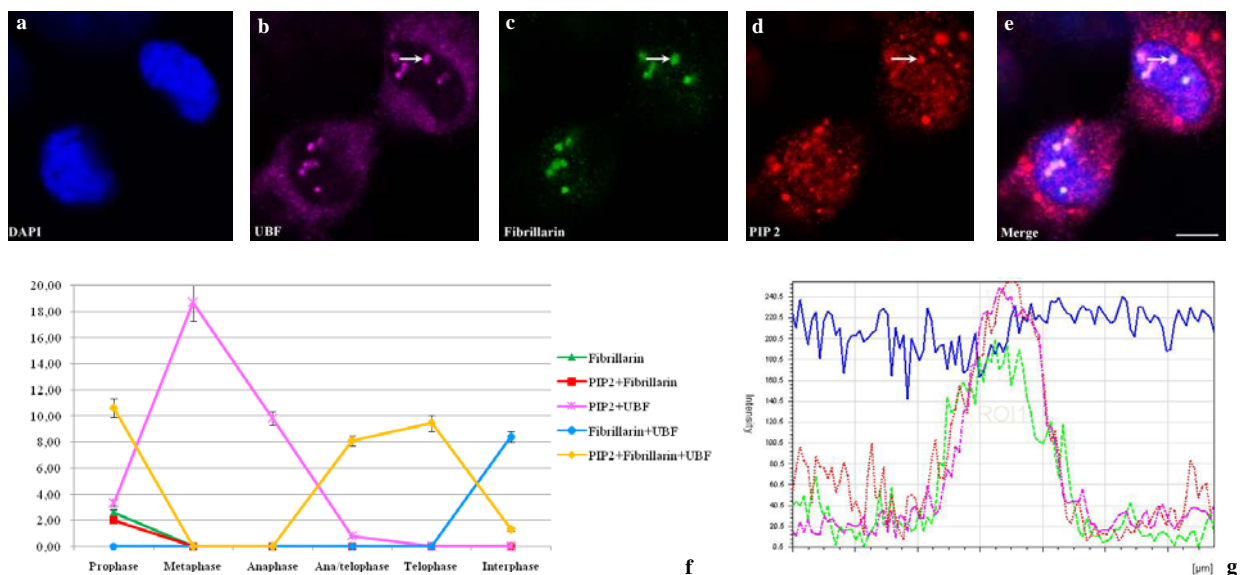 a
b
c
d
e
DAPI
UBF
Fibrillarin
PIP 2
Merge
20,00
18,00
16,00
14,00
12,00
10,00
8,00
6,00
4,00
2,00
0,00
Prophase
Metaphase
Anaphase
Ana/telophase
Telophase
Interphase
Fibrillarin
PIP2+Fibrillarin
PIP2+UBF
Fibrillarin+UBF
PIP2+Fibrillarin+UBF
f
Intensity
240.5
220.5
200.5
180.5
160.5
140.5
120.5
100.5
80.5
60.5
40.5
20.5
0.5
ROI1
[µm]
g